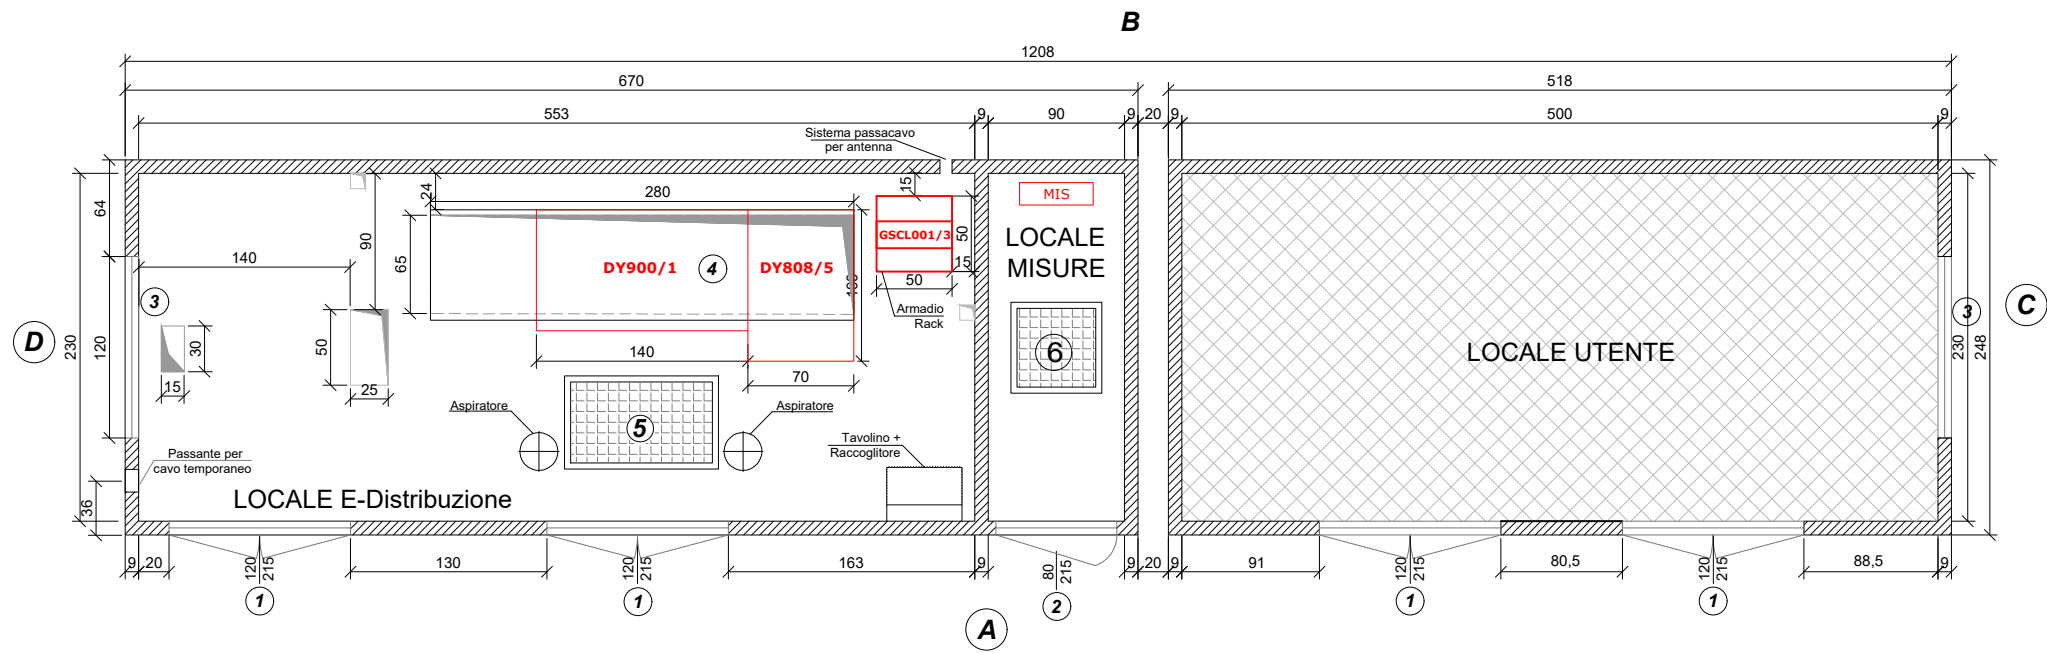 B
1208
670
518
553
9
90
9
20
9
500
9
Sistema passacavo
per antenna
24
280
15
MIS
64
90
65
DY900/1
4
DY808/5
GSCL001/3
50
15
50
LOCALE
MISURE
140
3
Armadio
Rack
D
230
120
30
15
50
25
140
70
6
LOCALE UTENTE
3
230
248
C
Aspiratore
5
Aspiratore
Tavolino +
Raccoglitore
Passante per
cavo temporaneo
36
LOCALE E-Distribuzione
9
20
120
215
130
120
215
163
9
80
215
9
20
9
91
120
215
80,5
120
215
88,5
9
1
1
2
1
1
A